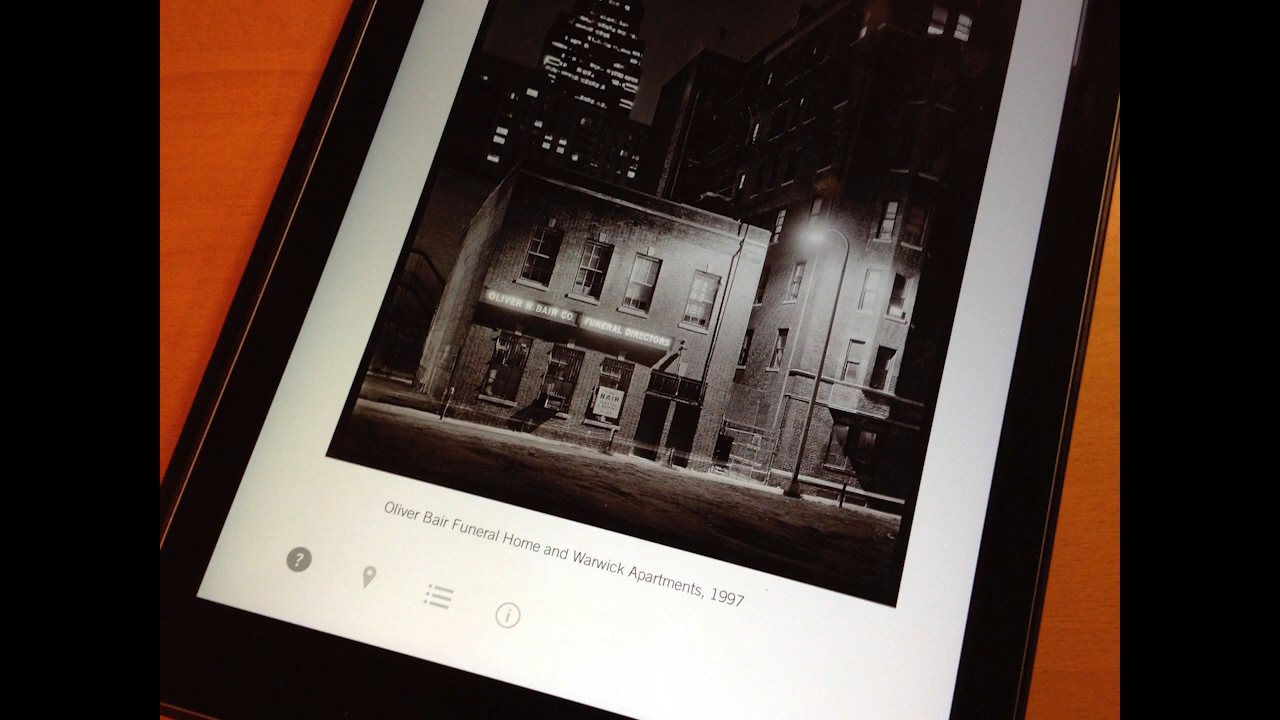 OLIVER H. BAIR CO. FUNERAL DIRECTORS
BAIR
Oliver Bair Funeral Home and Warwick Apartments, 1997
?
i